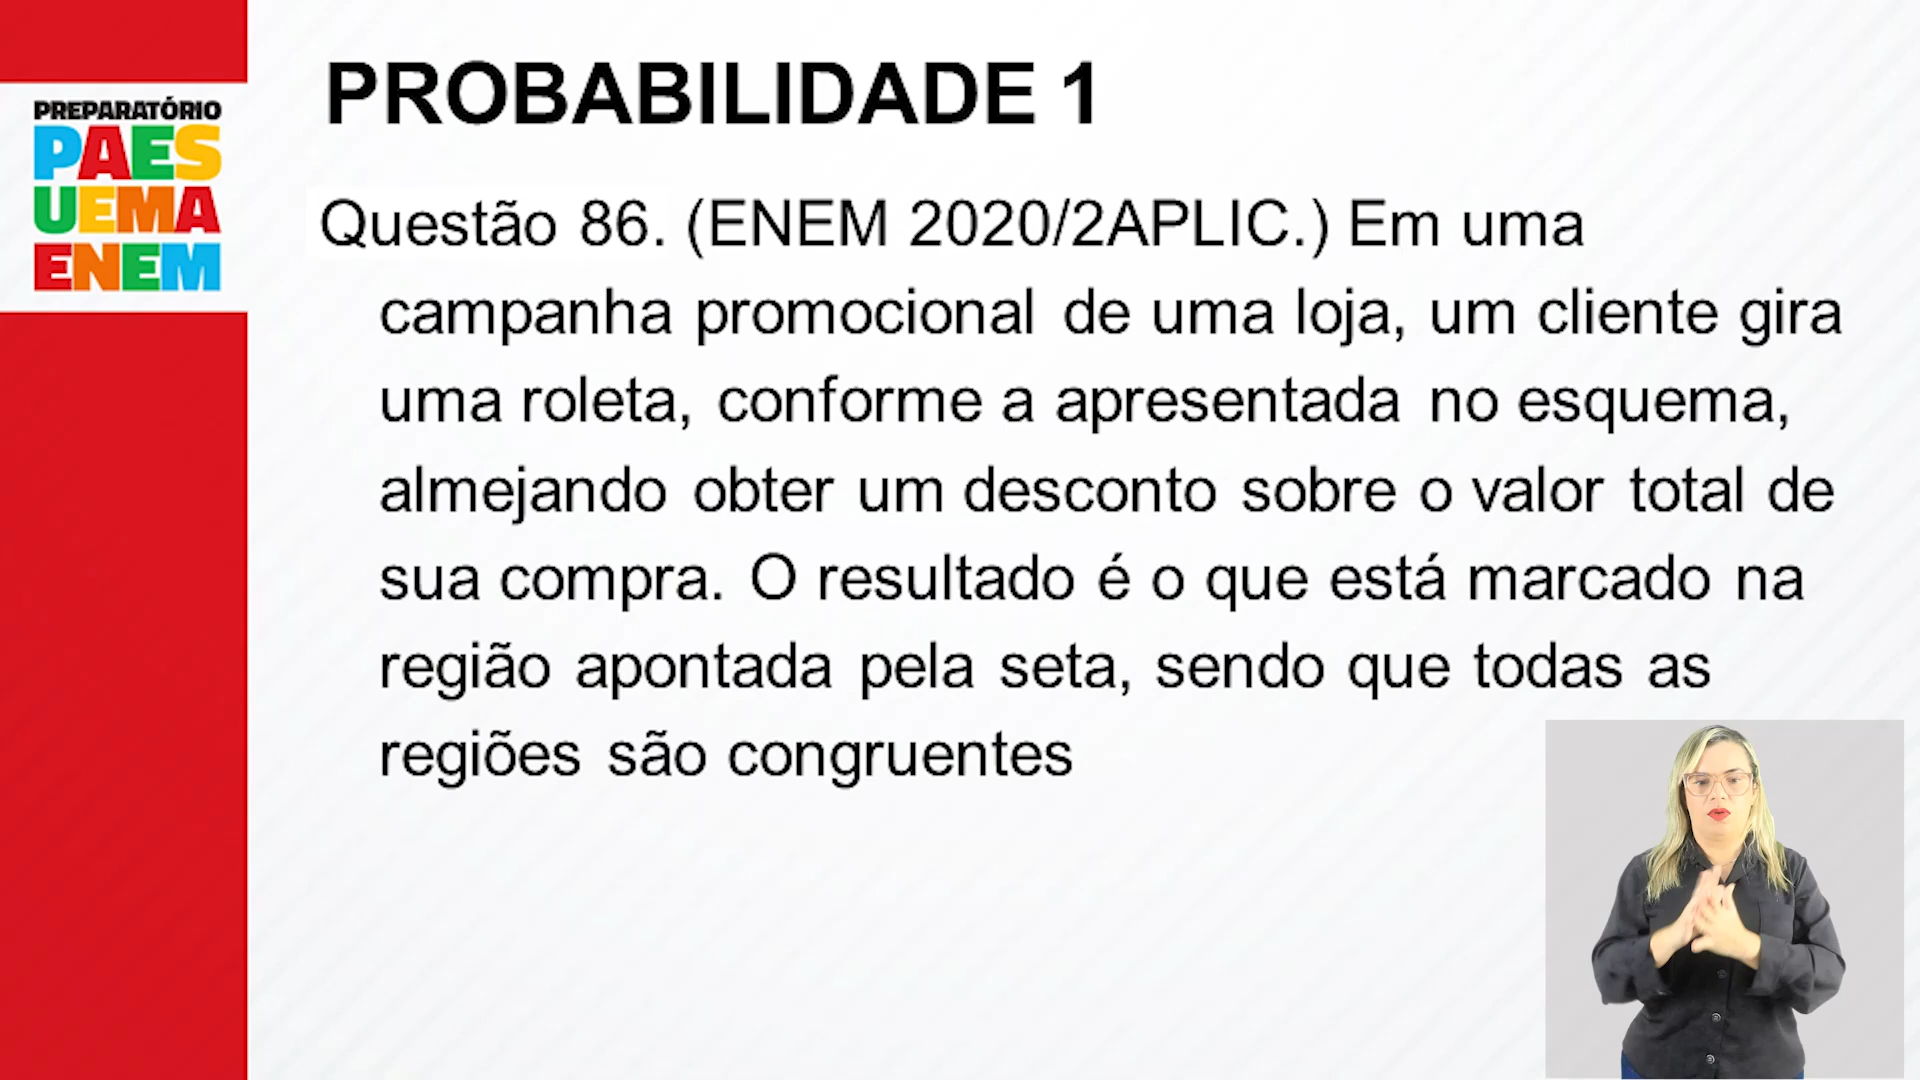 PREPARATÓRIO
PAES
UEMA
ENEM
PROBABILIDADE 1
Questão 86. (ENEM 2020/2APLIC.) Em uma
campanha promocional de uma loja, um cliente gira
uma roleta, conforme a apresentada no esquema,
almejando obter um desconto sobre o valor total de
sua compra. O resultado é o que está marcado na
região apontada pela seta, sendo que todas as
regiões são congruentes